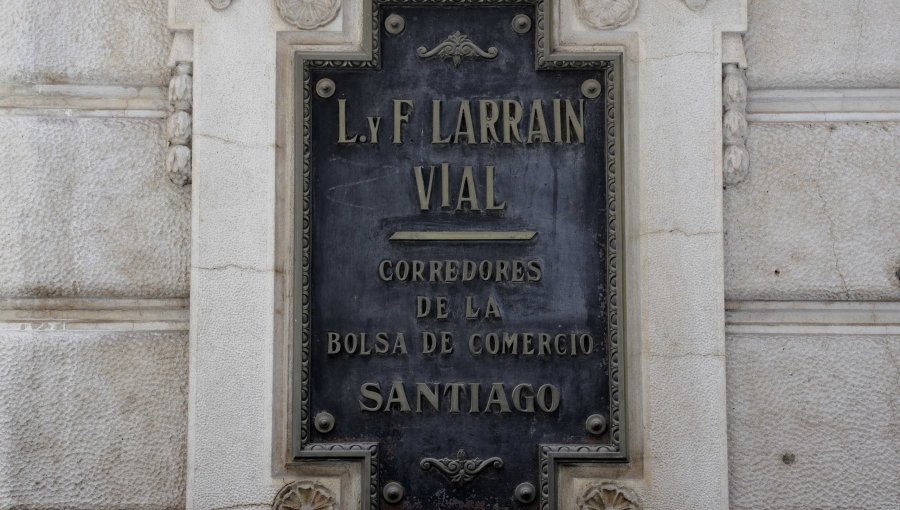 L. y F. LARRAIN
VIAL
CORREDORES
DE LA
BOLSA DE COMERCIO
SANTIAGO